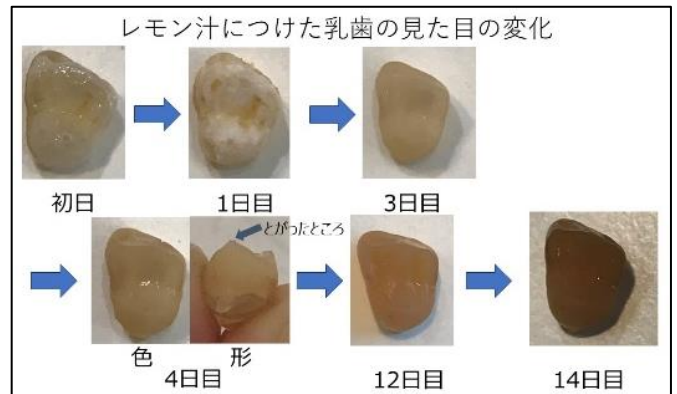 レモン汁につけた乳歯の見た目の変化
初日
1日目
3日目
とがったところ
色
形
4日目
12日目
14日目